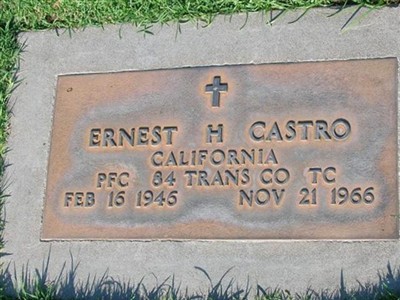 ERNEST H CASTRO
CALIFORNIA
PFC 84 TRANS CO TC
FEB 16 1946 NOV 21 1966